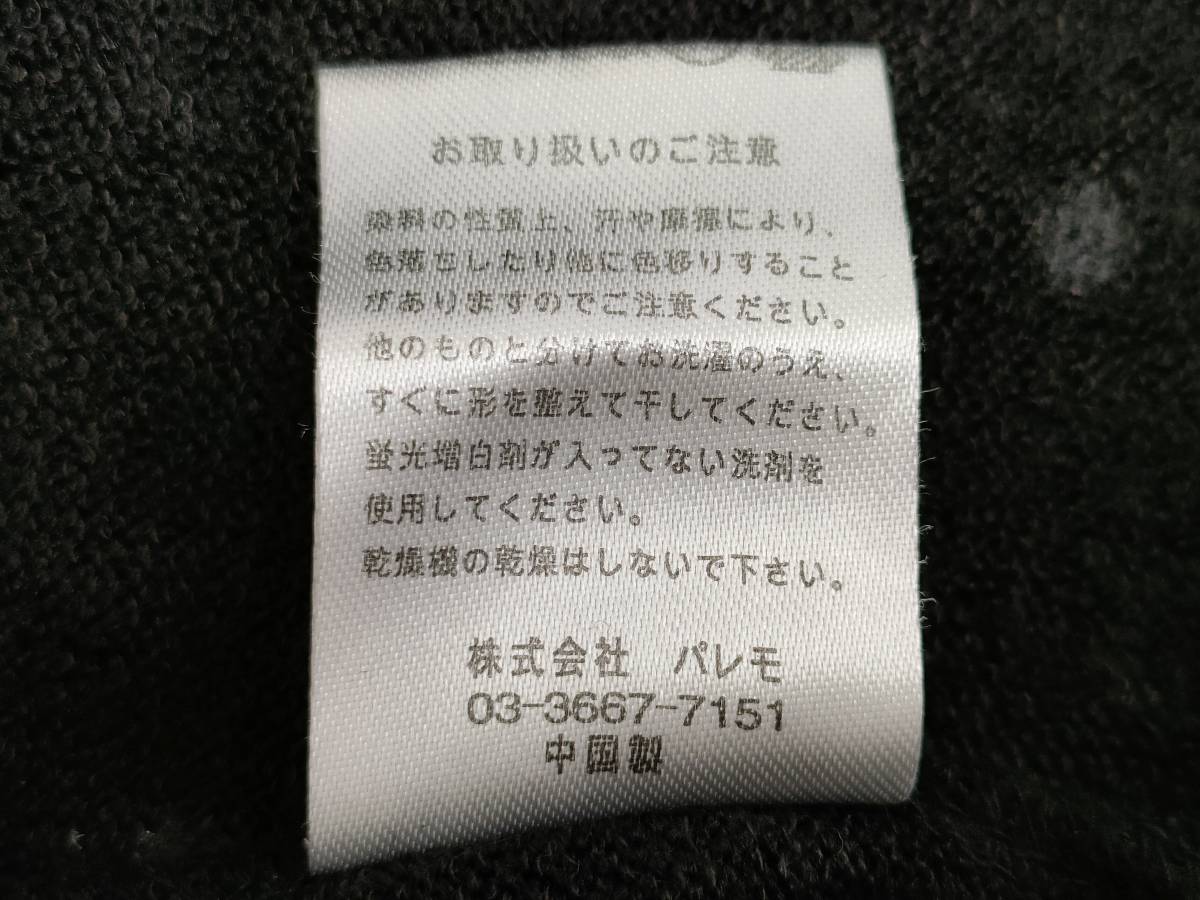 お取り扱いのご注意
染料の性質上、汗や摩擦により、
色落ちしたり他に色移りすること
がありますのでご注意ください。
他のものと分けてお洗濯のうえ、
すぐに形を整えて干してください。
蛍光増白剤が入ってない洗剤を
使用してください。
乾燥機の乾燥はしないで下さい。
株式会社 パレモ
03-3667-7151
中国製